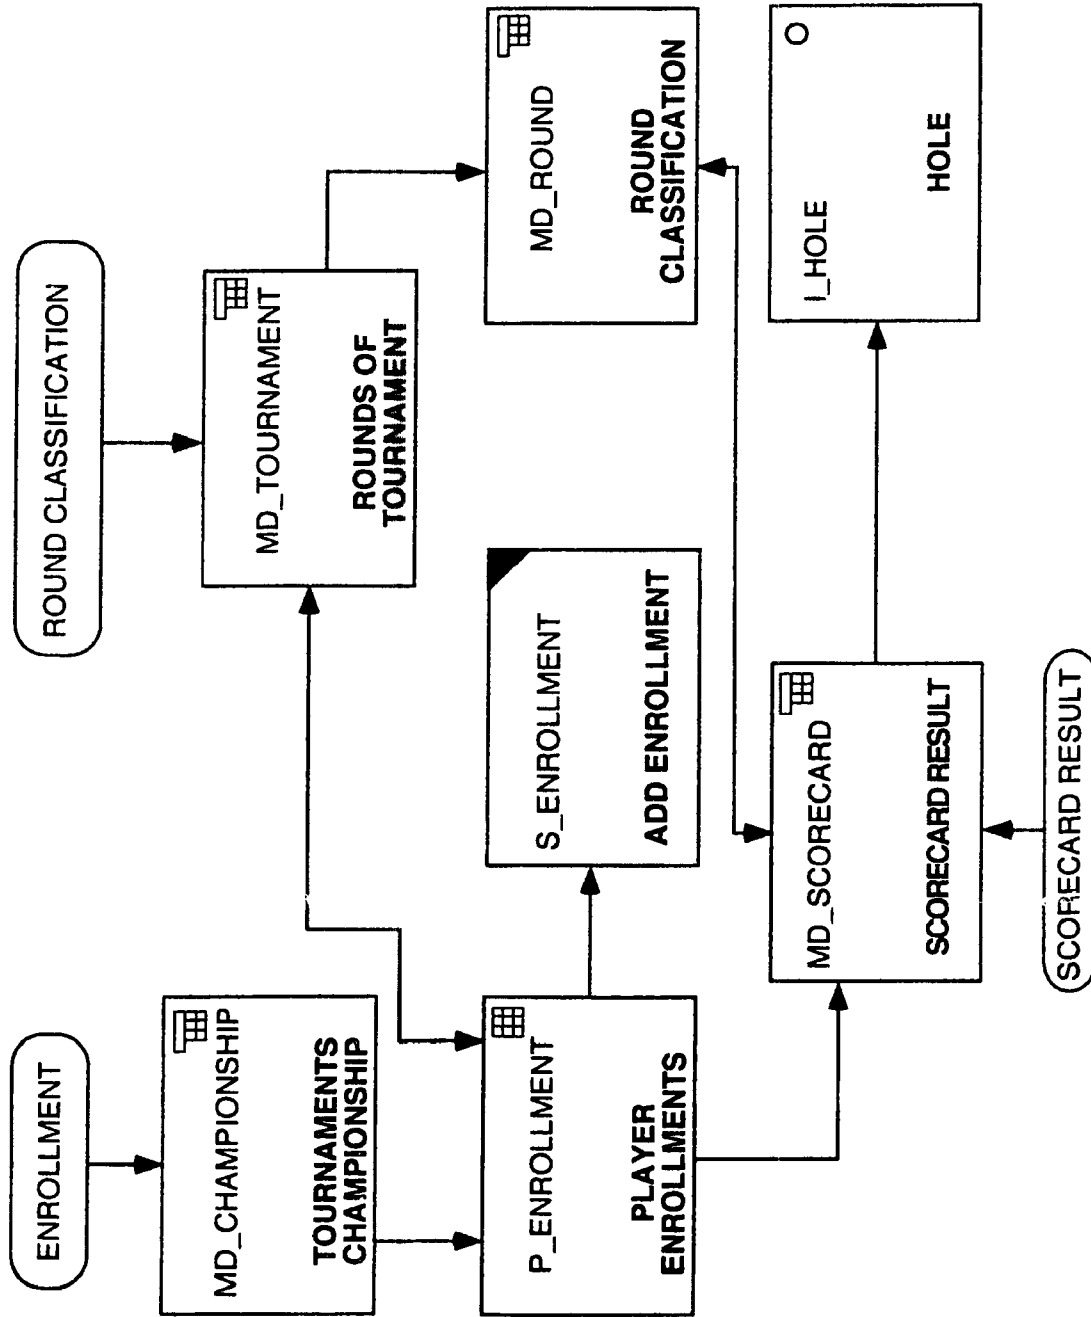 ENROLLMENT
MD_CHAMPIONSHIP
TOURNAMENTS
CHAMPIONSHIP
P_ENROLLMENT
PLAYER
ENROLLMENTS
S_ENROLLMENT
ADD ENROLLMENT
ROUND CLASSIFICATION
MD_TOURNAMENT
ROUNDS OF
TOURNAMENT
MD_ROUND
ROUND
CLASSIFICATION
MD_SCORECARD
SCORECARD RESULT
SCORECARD RESULT
I_HOLE
HOLE